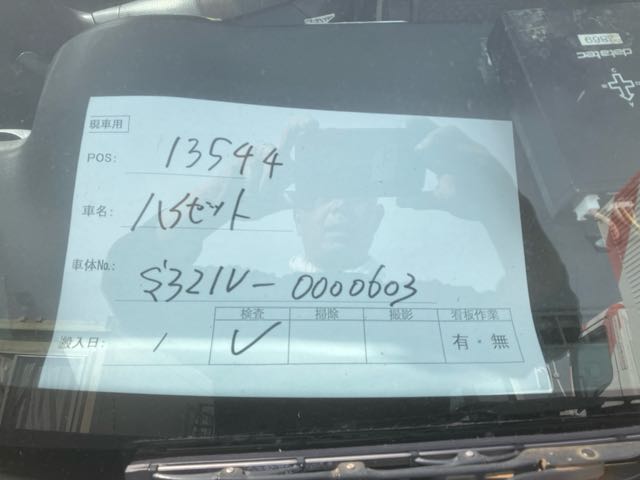 2869
datatec
現車用
POS: 13544
車名: ハイゼット
車体No.: S321V-0000603
検査 掃除 撮影 看板作業
搬入日: / ✓ 有・無